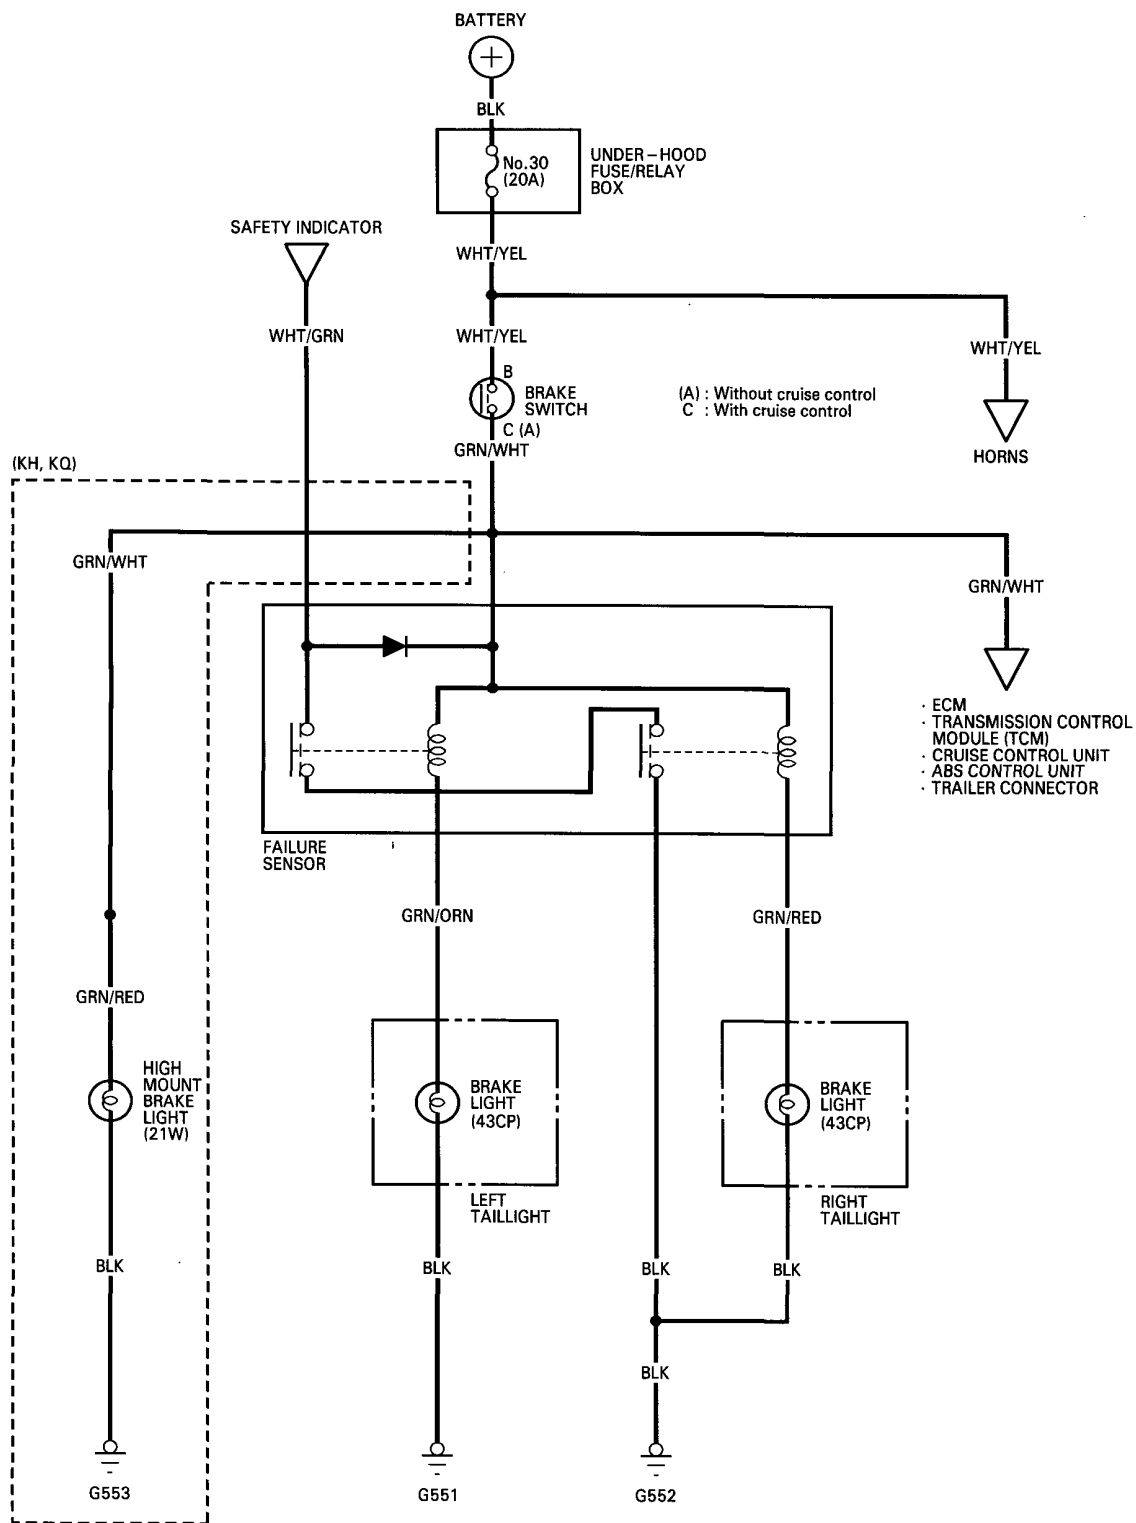 BATTERY
BLK
No.30
(20A)
UNDER-HOOD
FUSE/RELAY
BOX
SAFETY INDICATOR
WHT/YEL
WHT/GRN
WHT/YEL
WHT/YEL
B
BRAKE
SWITCH
(A) : Without cruise control
C : With cruise control
C (A)
GRN/WHT
HORNS
(KH, KQ)
GRN/WHT
GRN/WHT
· ECM
· TRANSMISSION CONTROL
MODULE (TCM)
· CRUISE CONTROL UNIT
· ABS CONTROL UNIT
· TRAILER CONNECTOR
FAILURE
SENSOR
GRN/ORN
GRN/RED
GRN/RED
HIGH
MOUNT
BRAKE
LIGHT
(21W)
BRAKE
LIGHT
(43CP)
BRAKE
LIGHT
(43CP)
LEFT
TAILLIGHT
RIGHT
TAILLIGHT
BLK
BLK
BLK
BLK
BLK
G553
G551
G552